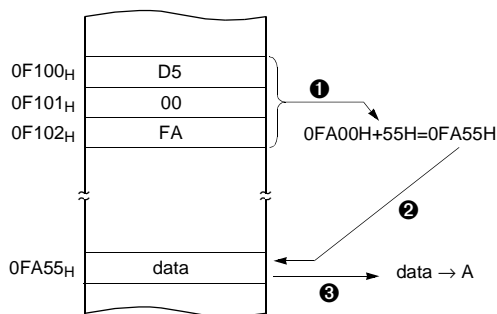 0F100H D5
0F101H 00 ❶
0F102H FA 0FA00H+55H=0FA55H
❷
0FA55H data data → A
❸